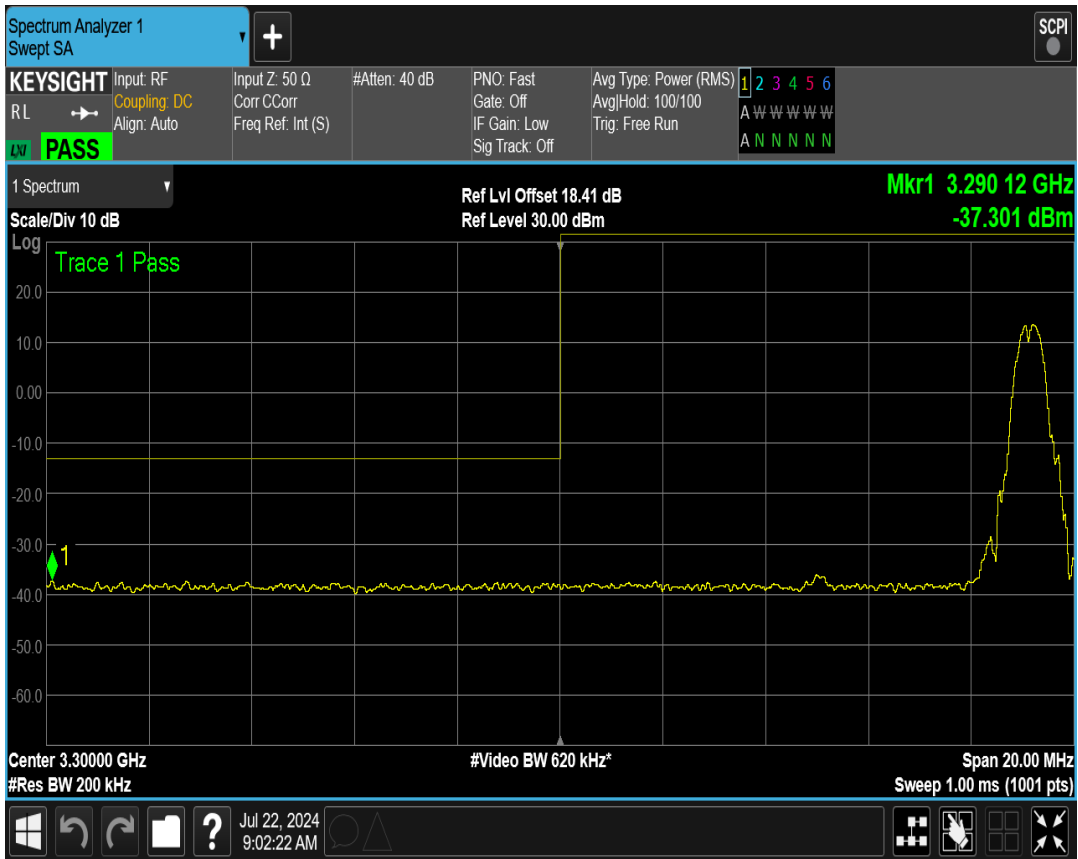 Spectrum Analyzer 1
Swept SA
SCPI
KEYSIGHT
R L
LXI
PASS
Input: RF
Coupling: DC
Align: Auto
Input Z: 50 Ω
Corr CCorr
Freq Ref: Int (S)
#Atten: 40 dB
PNO: Fast
Gate: Off
IF Gain: Low
Sig Track: Off
Avg Type: Power (RMS)
Avg|Hold: 100/100
Trig: Free Run
1 2 3 4 5 6
A W W W W W
A N N N N N
1 Spectrum
Scale/Div 10 dB
Ref Lvl Offset 18.41 dB
Ref Level 30.00 dBm
Mkr1 3.290 12 GHz
-37.301 dBm
Log
Trace 1 Pass
20.0
10.0
0.00
-10.0
-20.0
-30.0
1
-40.0
-50.0
-60.0
Center 3.30000 GHz
#Res BW 200 kHz
#Video BW 620 kHz*
Span 20.00 MHz
Sweep 1.00 ms (1001 pts)
Jul 22, 2024
9:02:22 AM